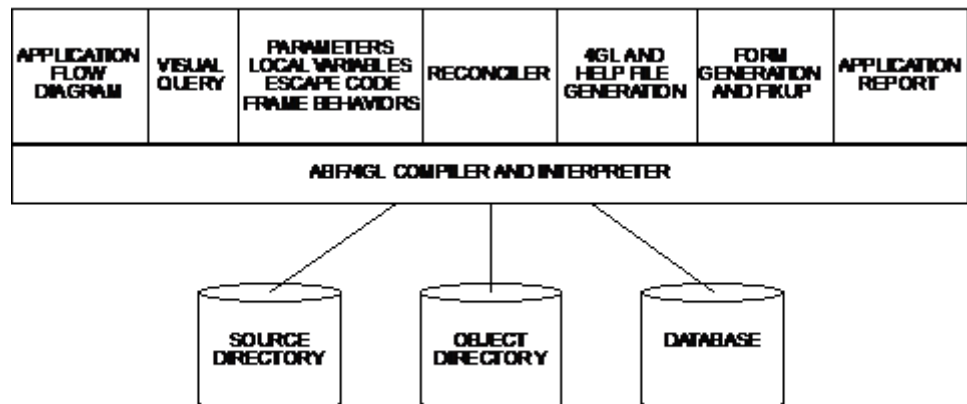 APPLICATION
FLOW
DIAGRAM
VISUAL
QUERY
PARAMETERS
LOCAL VARIABLES
ESCAPE CODE
FRAME BEHAVIORS
RECONCILER
4GL AND
HELP FILE
GENERATION
FORM
GENERATION
AND FIXUP
APPLICATION
REPORT
ABF/4GL COMPILER AND INTERPRETER
SOURCE
DIRECTORY
OBJECT
DIRECTORY
DATABASE